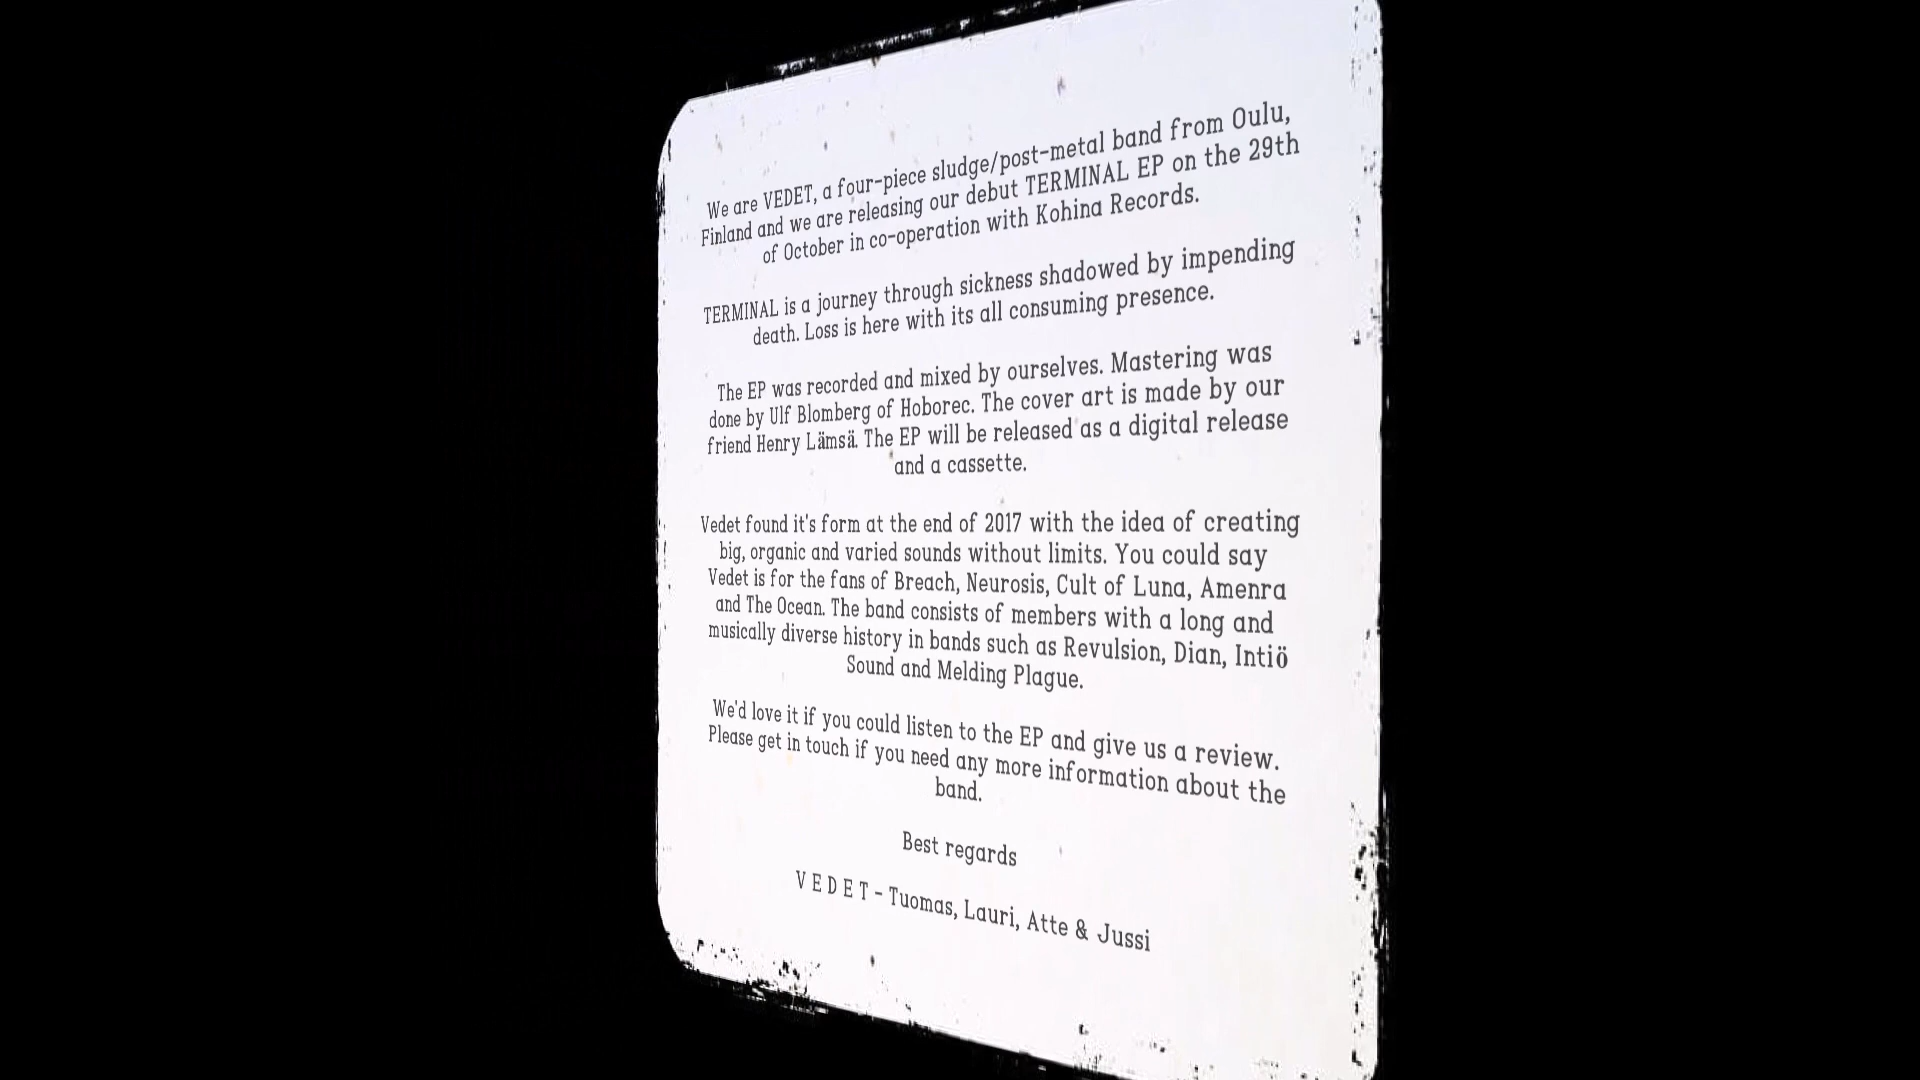 We are VEDET, a four-piece sludge/post-metal band from Oulu,
Finland and we are releasing our debut TERMINAL EP on the 29th
of October in co-operation with Kohina Records.
TERMINAL is a journey through sickness shadowed by impending
death. Loss is here with its all consuming presence.
The EP was recorded and mixed by ourselves. Mastering was
done by Ulf Blomberg of Hoborec. The cover art is made by our
friend Henry Lämsä. The EP will be released as a digital release
and a cassette.
Vedet found it's form at the end of 2017 with the idea of creating
big, organic and varied sounds without limits. You could say
Vedet is for the fans of Breach, Neurosis, Cult of Luna, Amenra
and The Ocean. The band consists of members with a long and
musically diverse history in bands such as Revulsion, Dian, Intiö
Sound and Melding Plague.
We'd love it if you could listen to the EP and give us a review.
Please get in touch if you need any more information about the
band.
Best regards
V E D E T - Tuomas, Lauri, Atte & Jussi